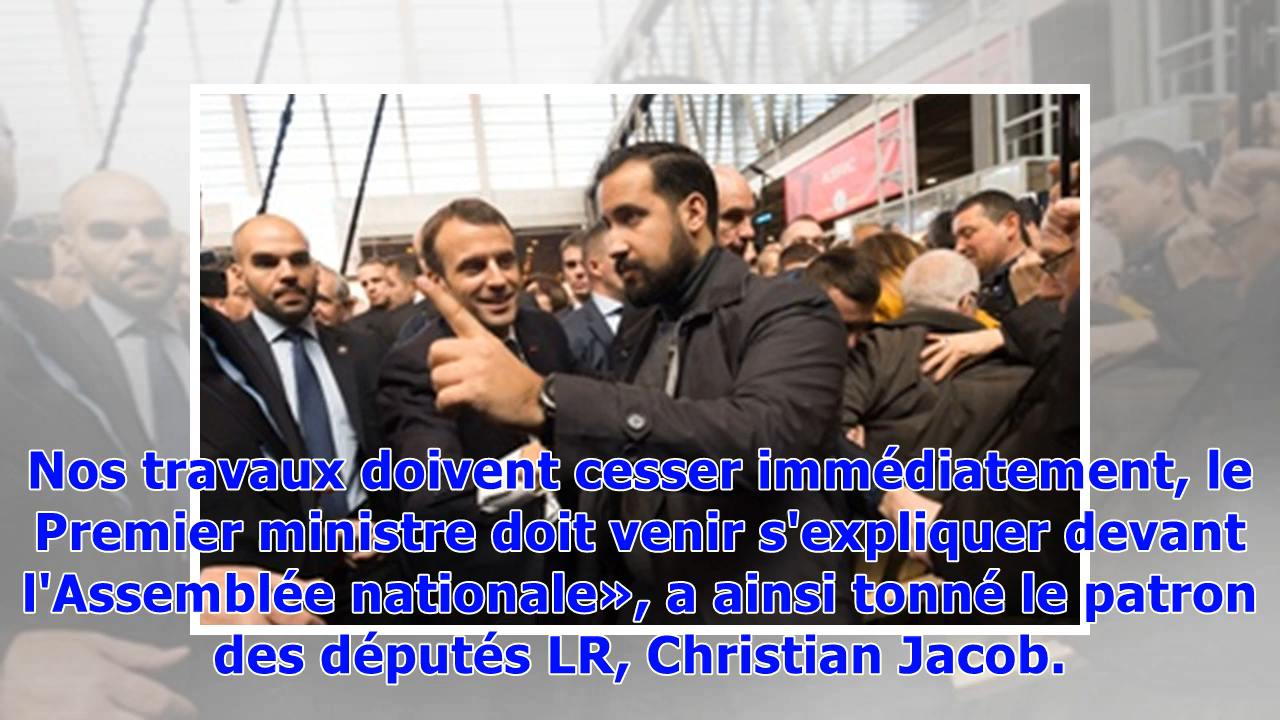 Nos travaux doivent cesser immédiatement, le
Premier ministre doit venir s'expliquer devant
l'Assemblée nationale», a ainsi tonné le patron
des députés LR, Christian Jacob.